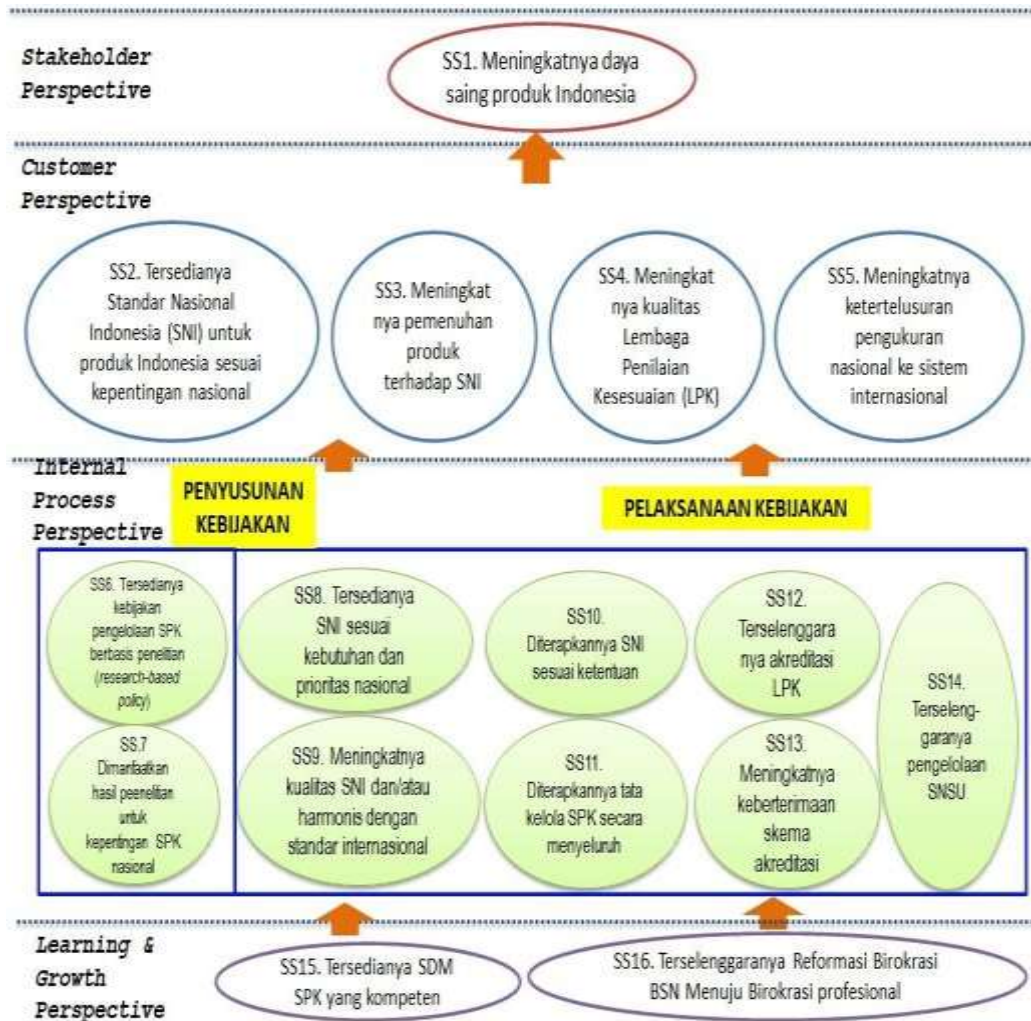 Stakeholder
Perspective
SS1. Meningkatnya daya
saing produk Indonesia
Customer
Perspective
SS2. Tersedianya
Standar Nasional
Indonesia (SNI) untuk
produk Indonesia sesuai
kepentingan nasional
SS3. Meningkat
nya pemenuhan
produk
terhadap SNI
SS4. Meningkat
nya kualitas
Lembaga
Penilaian
Kesesuaian (LPK)
SS5. Meningkatnya
ketertelusuran
pengukuran
nasional ke sistem
internasional
Internal
Process
Perspective
PENYUSUNAN
KEBIJAKAN
PELAKSANAAN KEBIJAKAN
SS6. Tersedianya
kebijakan
pengelolaan SPK
berbasis penelitian
(research-based
policy)
SS.7
Dimanfaatkan
hasil peenelitian
untuk
kepentingan SPK
nasional
SS8. Tersedianya
SNI sesuai
kebutuhan dan
prioritas nasional
SS9. Meningkatnya
kualitas SNI dan/atau
harmonis dengan
standar internasional
SS10.
Diterapkannya SNI
sesuai ketentuan
SS11.
Diterapkannya tata
kelola SPK secara
menyeluruh
SS12.
Terselenggara
nya akreditasi
LPK
SS13.
Meningkatnya
keberterimaan
skema
akreditasi
SS14.
Terseleng-
garanya
pengelolaan
SNSU
Learning &
Growth
Perspective
SS15. Tersedianya SDM
SPK yang kompeten
SS16. Terselenggaranya Reformasi Birokrasi
BSN Menuju Birokrasi profesional